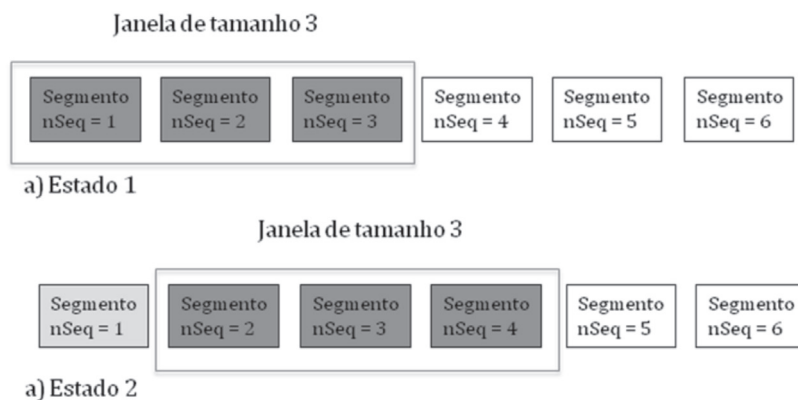 Janela de tamanho 3
Segmento
nSeq = 1
Segmento
nSeq = 2
Segmento
nSeq = 3
Segmento
nSeq = 4
Segmento
nSeq = 5
Segmento
nSeq = 6
a) Estado 1
Janela de tamanho 3
Segmento
nSeq = 1
Segmento
nSeq = 2
Segmento
nSeq = 3
Segmento
nSeq = 4
Segmento
nSeq = 5
Segmento
nSeq = 6
a) Estado 2